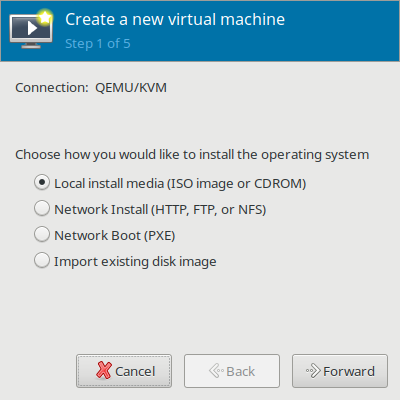 Create a new virtual machine
Step 1 of 5
Connection: QEMU/KVM
Choose how you would like to install the operating system
Local install media (ISO image or CDROM)
Network Install (HTTP, FTP, or NFS)
Network Boot (PXE)
Import existing disk image
Cancel
Back
Forward